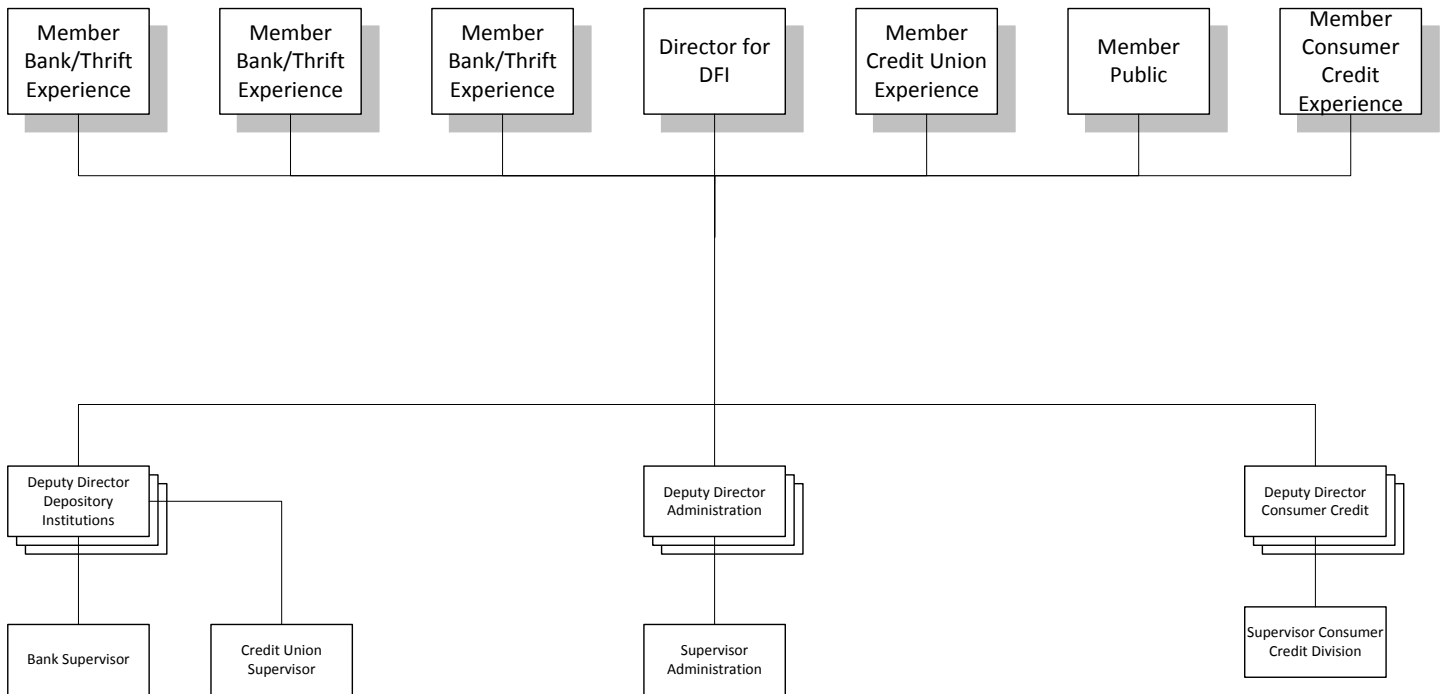 Member
Bank/Thrift
Experience
Member
Bank/Thrift
Experience
Member
Bank/Thrift
Experience
Director for
DFI
Member
Credit Union
Experience
Member
Public
Member
Consumer
Credit
Experience
Deputy Director
Depository
Institutions
Deputy Director
Administration
Deputy Director
Consumer Credit
Bank Supervisor
Credit Union
Supervisor
Supervisor
Administration
Supervisor Consumer
Credit Division